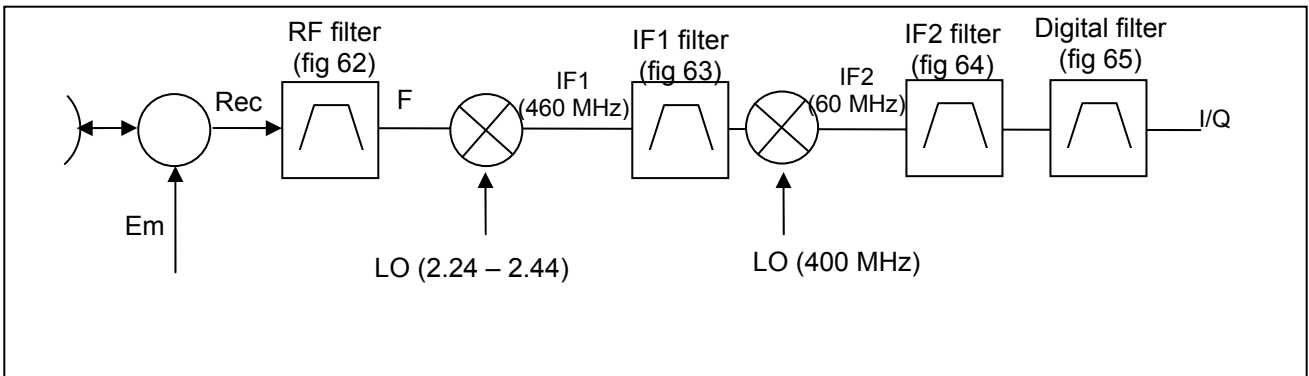 RF filter
(fig 62)
IF1 filter
(fig 63)
IF2 filter
(fig 64)
Digital filter
(fig 65)
Rec
F
IF1
(460 MHz)
IF2
(60 MHz)
I/Q
Em
LO (2.24 – 2.44)
LO (400 MHz)